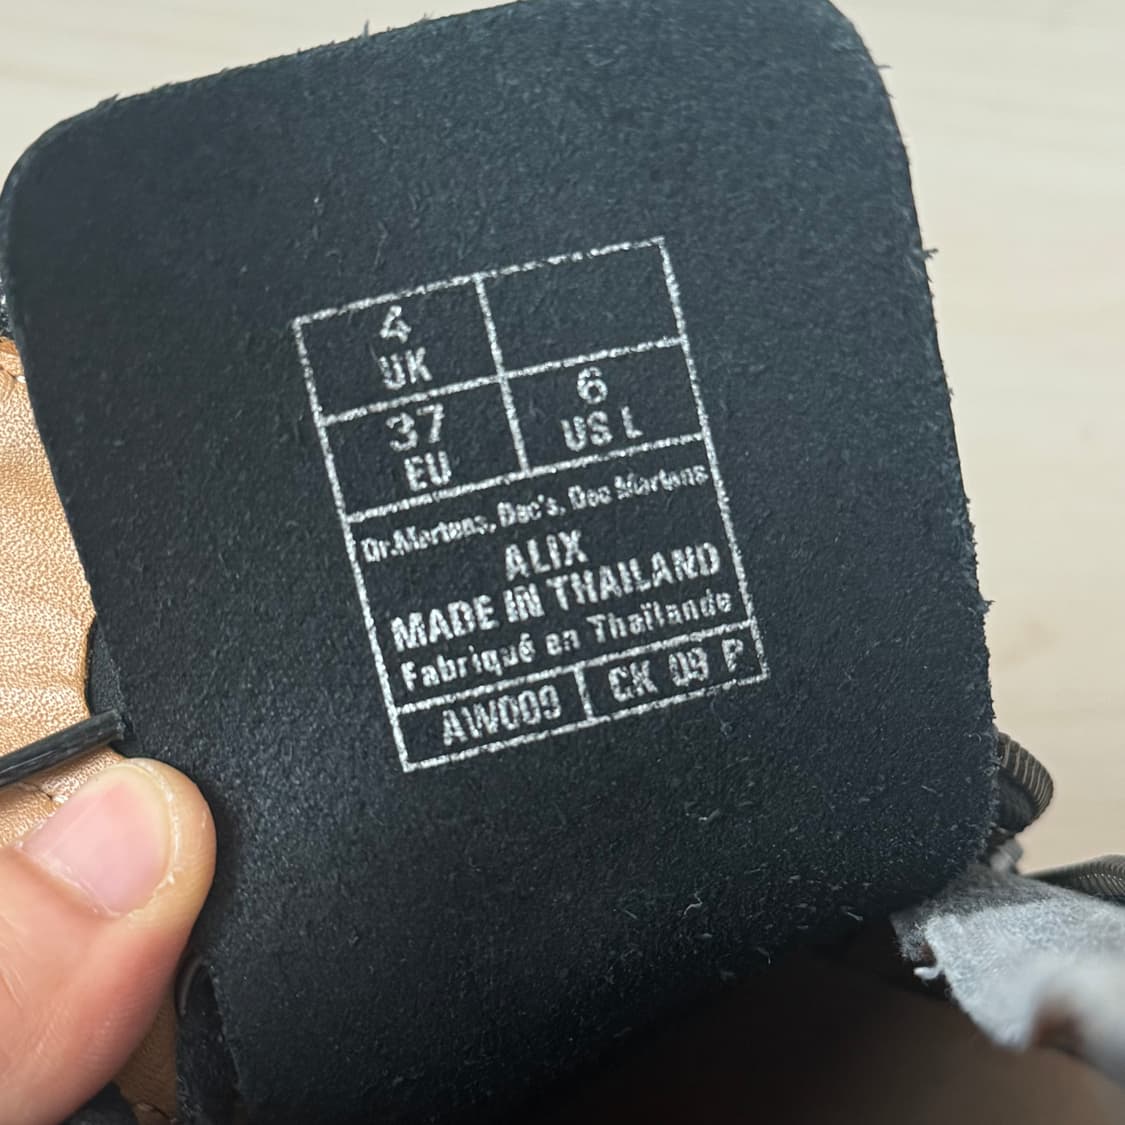 4
UK
37
EU
6
US L
Dr.Martens, Doc's, Doc Martens
ALIX
MADE IN THAILAND
Fabriqué en Thaïlande
AW009
CK 09 P